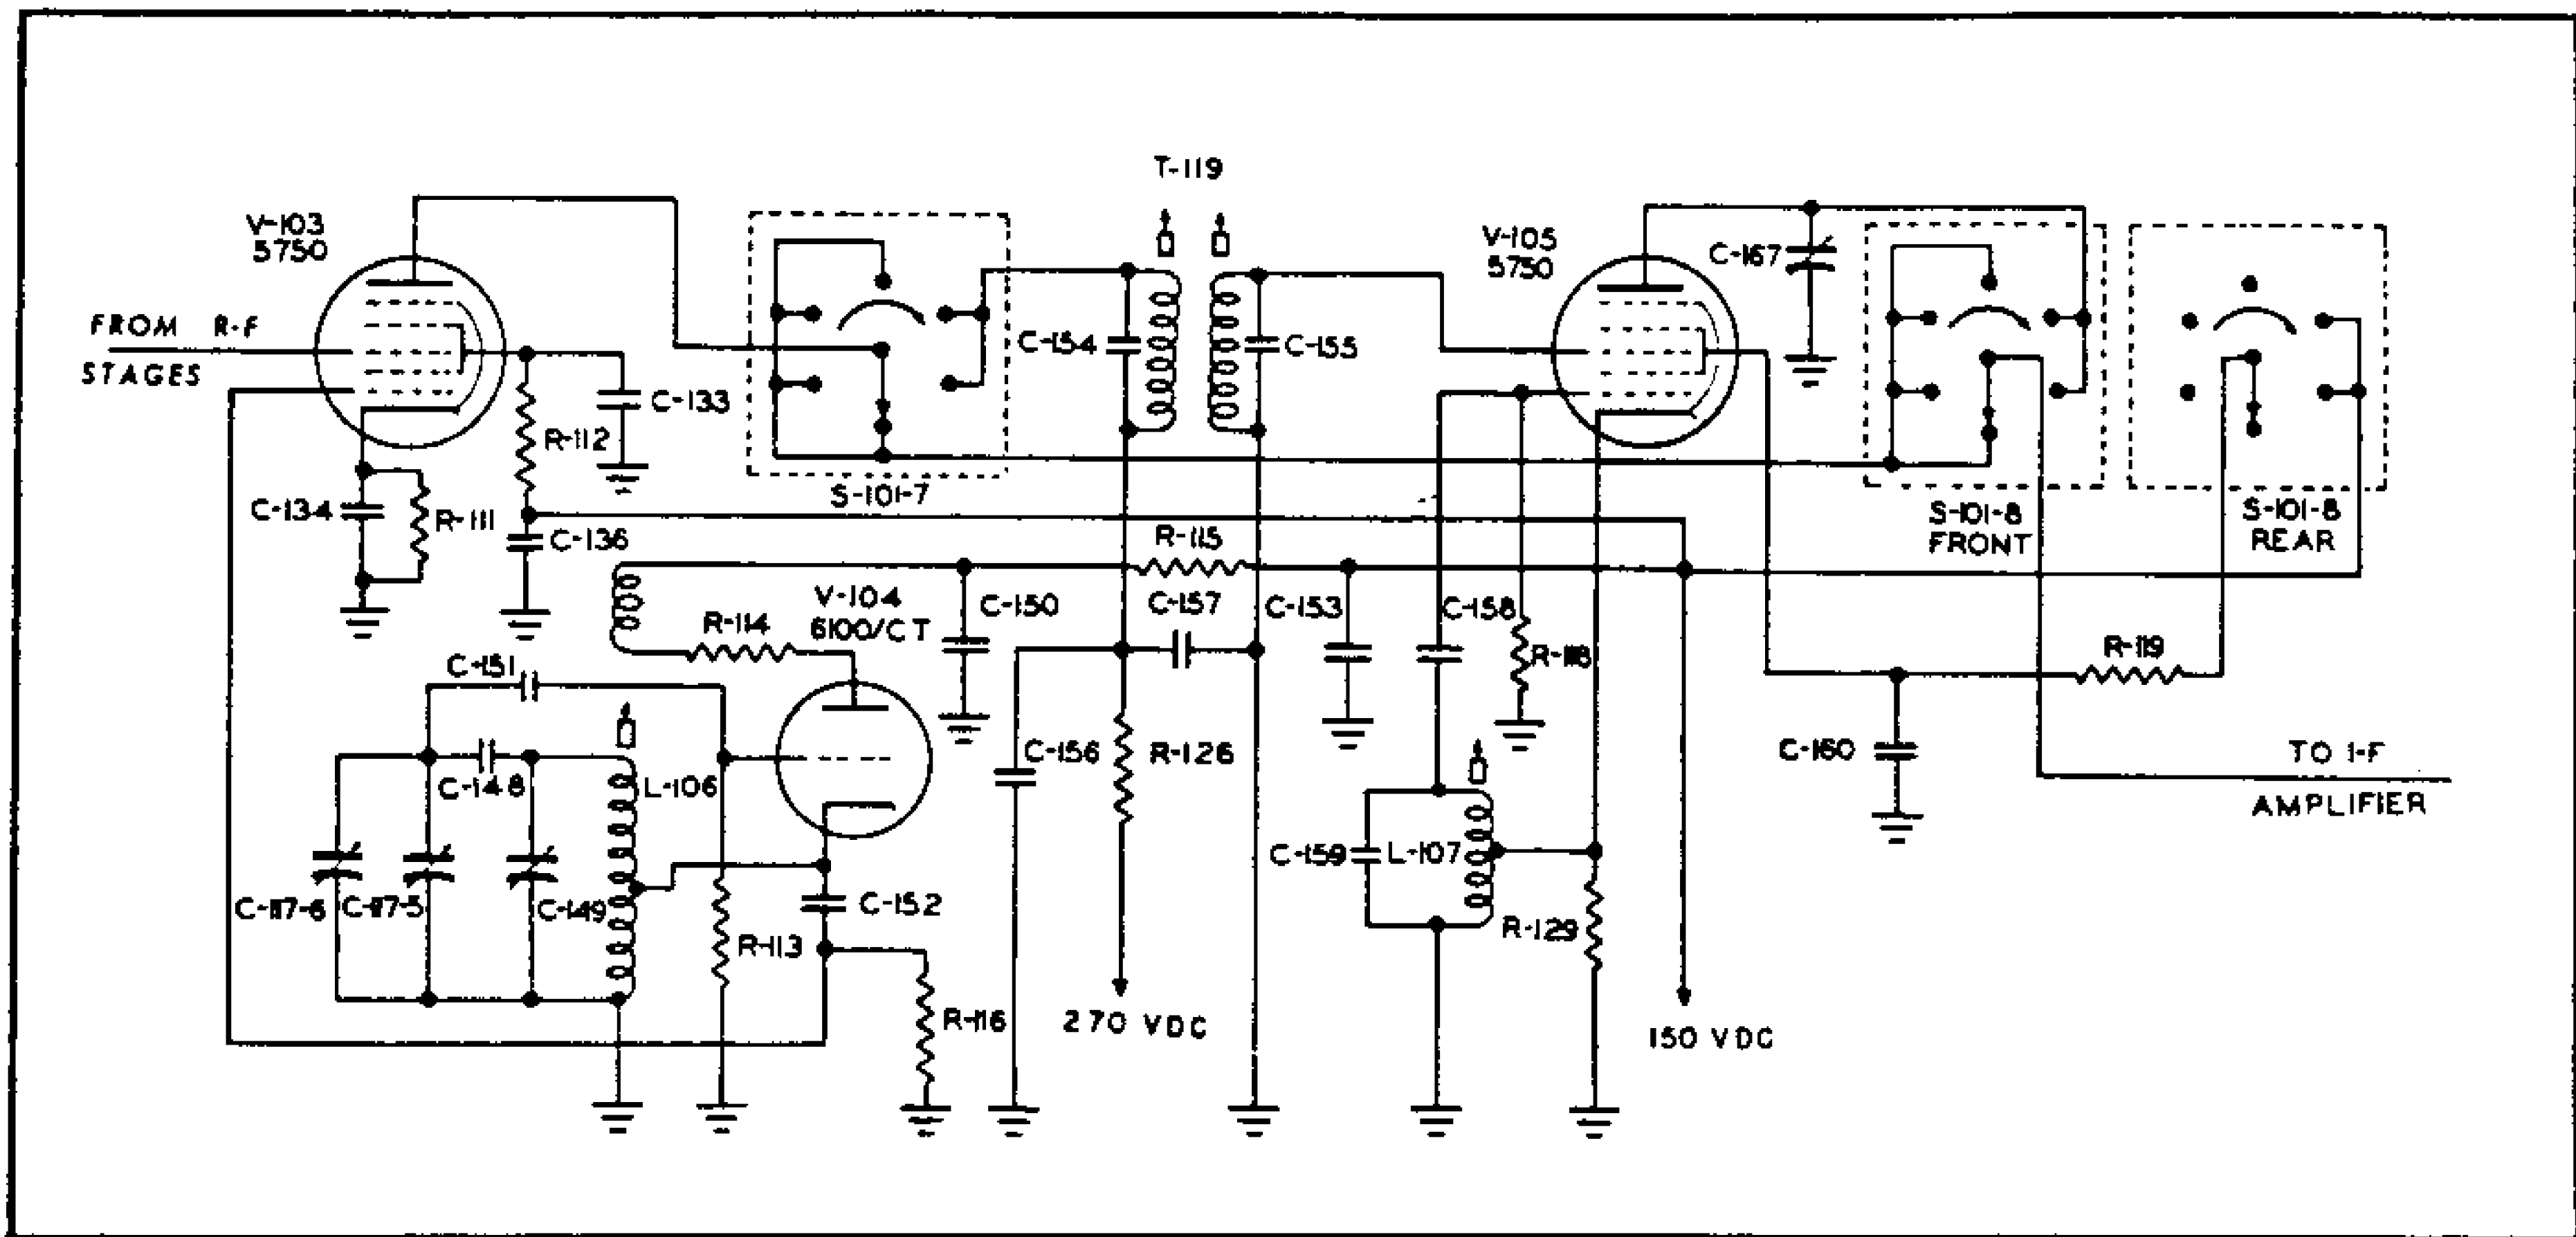 T-119
V-103
5750
V-105
5750
C-167
FROM R-F
STAGES
C-154
C-155
C-133
R-112
S-101-7
C-134
R-111
C-136
S-101-8
FRONT
S-101-8
REAR
R-115
V-104
6100/CT
C-150
C-157
C-153
C-158
R-114
R-118
R-119
C-151
C-156
R-126
C-160
TO I-F
AMPLIFIER
C-148
L-106
C-159
L-107
C-117-6
C-117-5
C-149
C-152
R-113
R-129
R-116
270 VDC
150 VDC